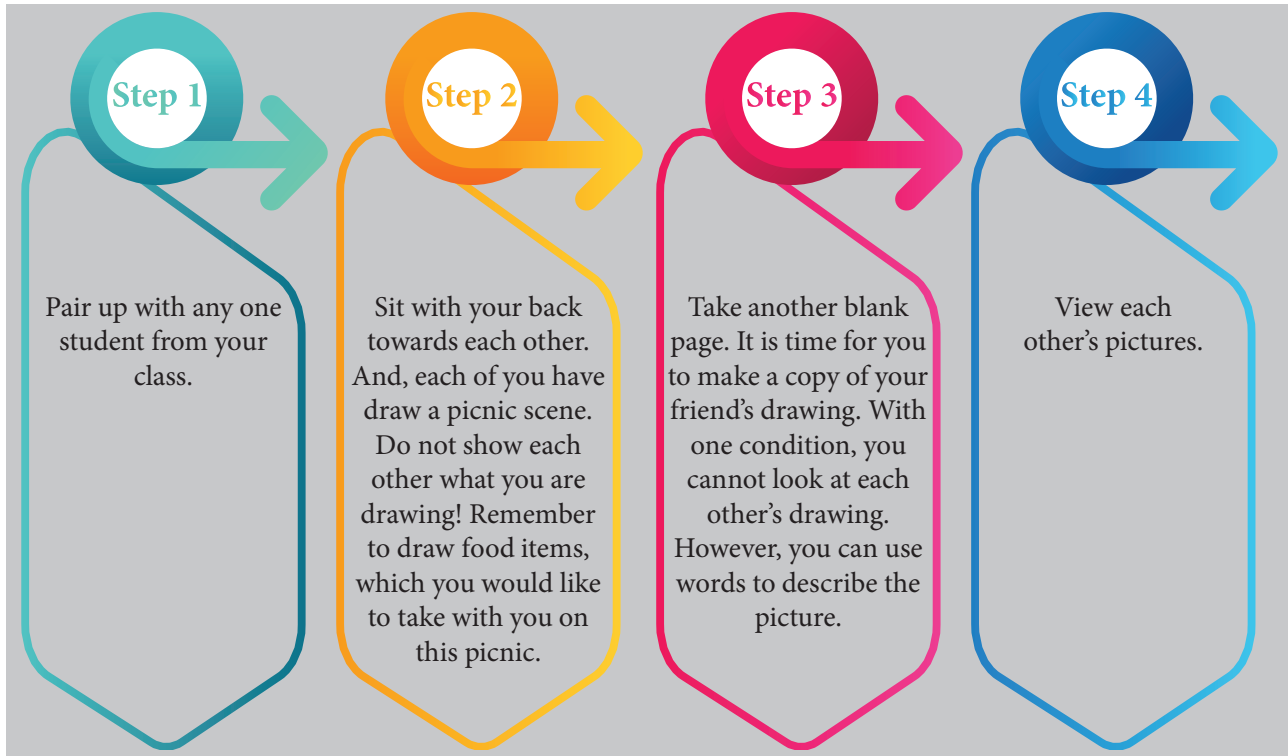 Step 1
Pair up with any one
student from your
class.
Step 2
Sit with your back
towards each other.
And, each of you have
draw a picnic scene.
Do not show each
other what you are
drawing! Remember
to draw food items,
which you would like
to take with you on
this picnic.
Step 3
Take another blank
page. It is time for you
to make a copy of your
friend’s drawing. With
one condition, you
cannot look at each
other’s drawing.
However, you can use
words to describe the
picture.
Step 4
View each
other’s pictures.